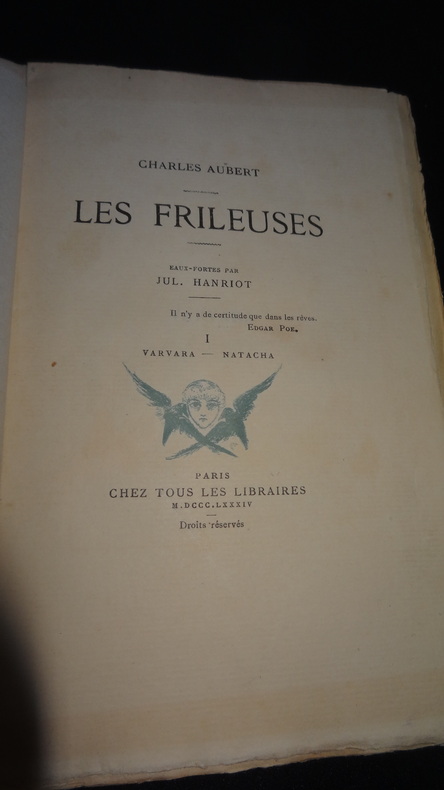 CHARLES AUBERT
LES FRILEUSES
EAUX-FORTES PAR
JUL. HANRIOT
Il n'y a de certitude que dans les rêves.
EDGAR POE.
I
VARVARA — NATACHA
PARIS
CHEZ TOUS LES LIBRAIRES
M.DCCC.LXXXIV
Droits réservés